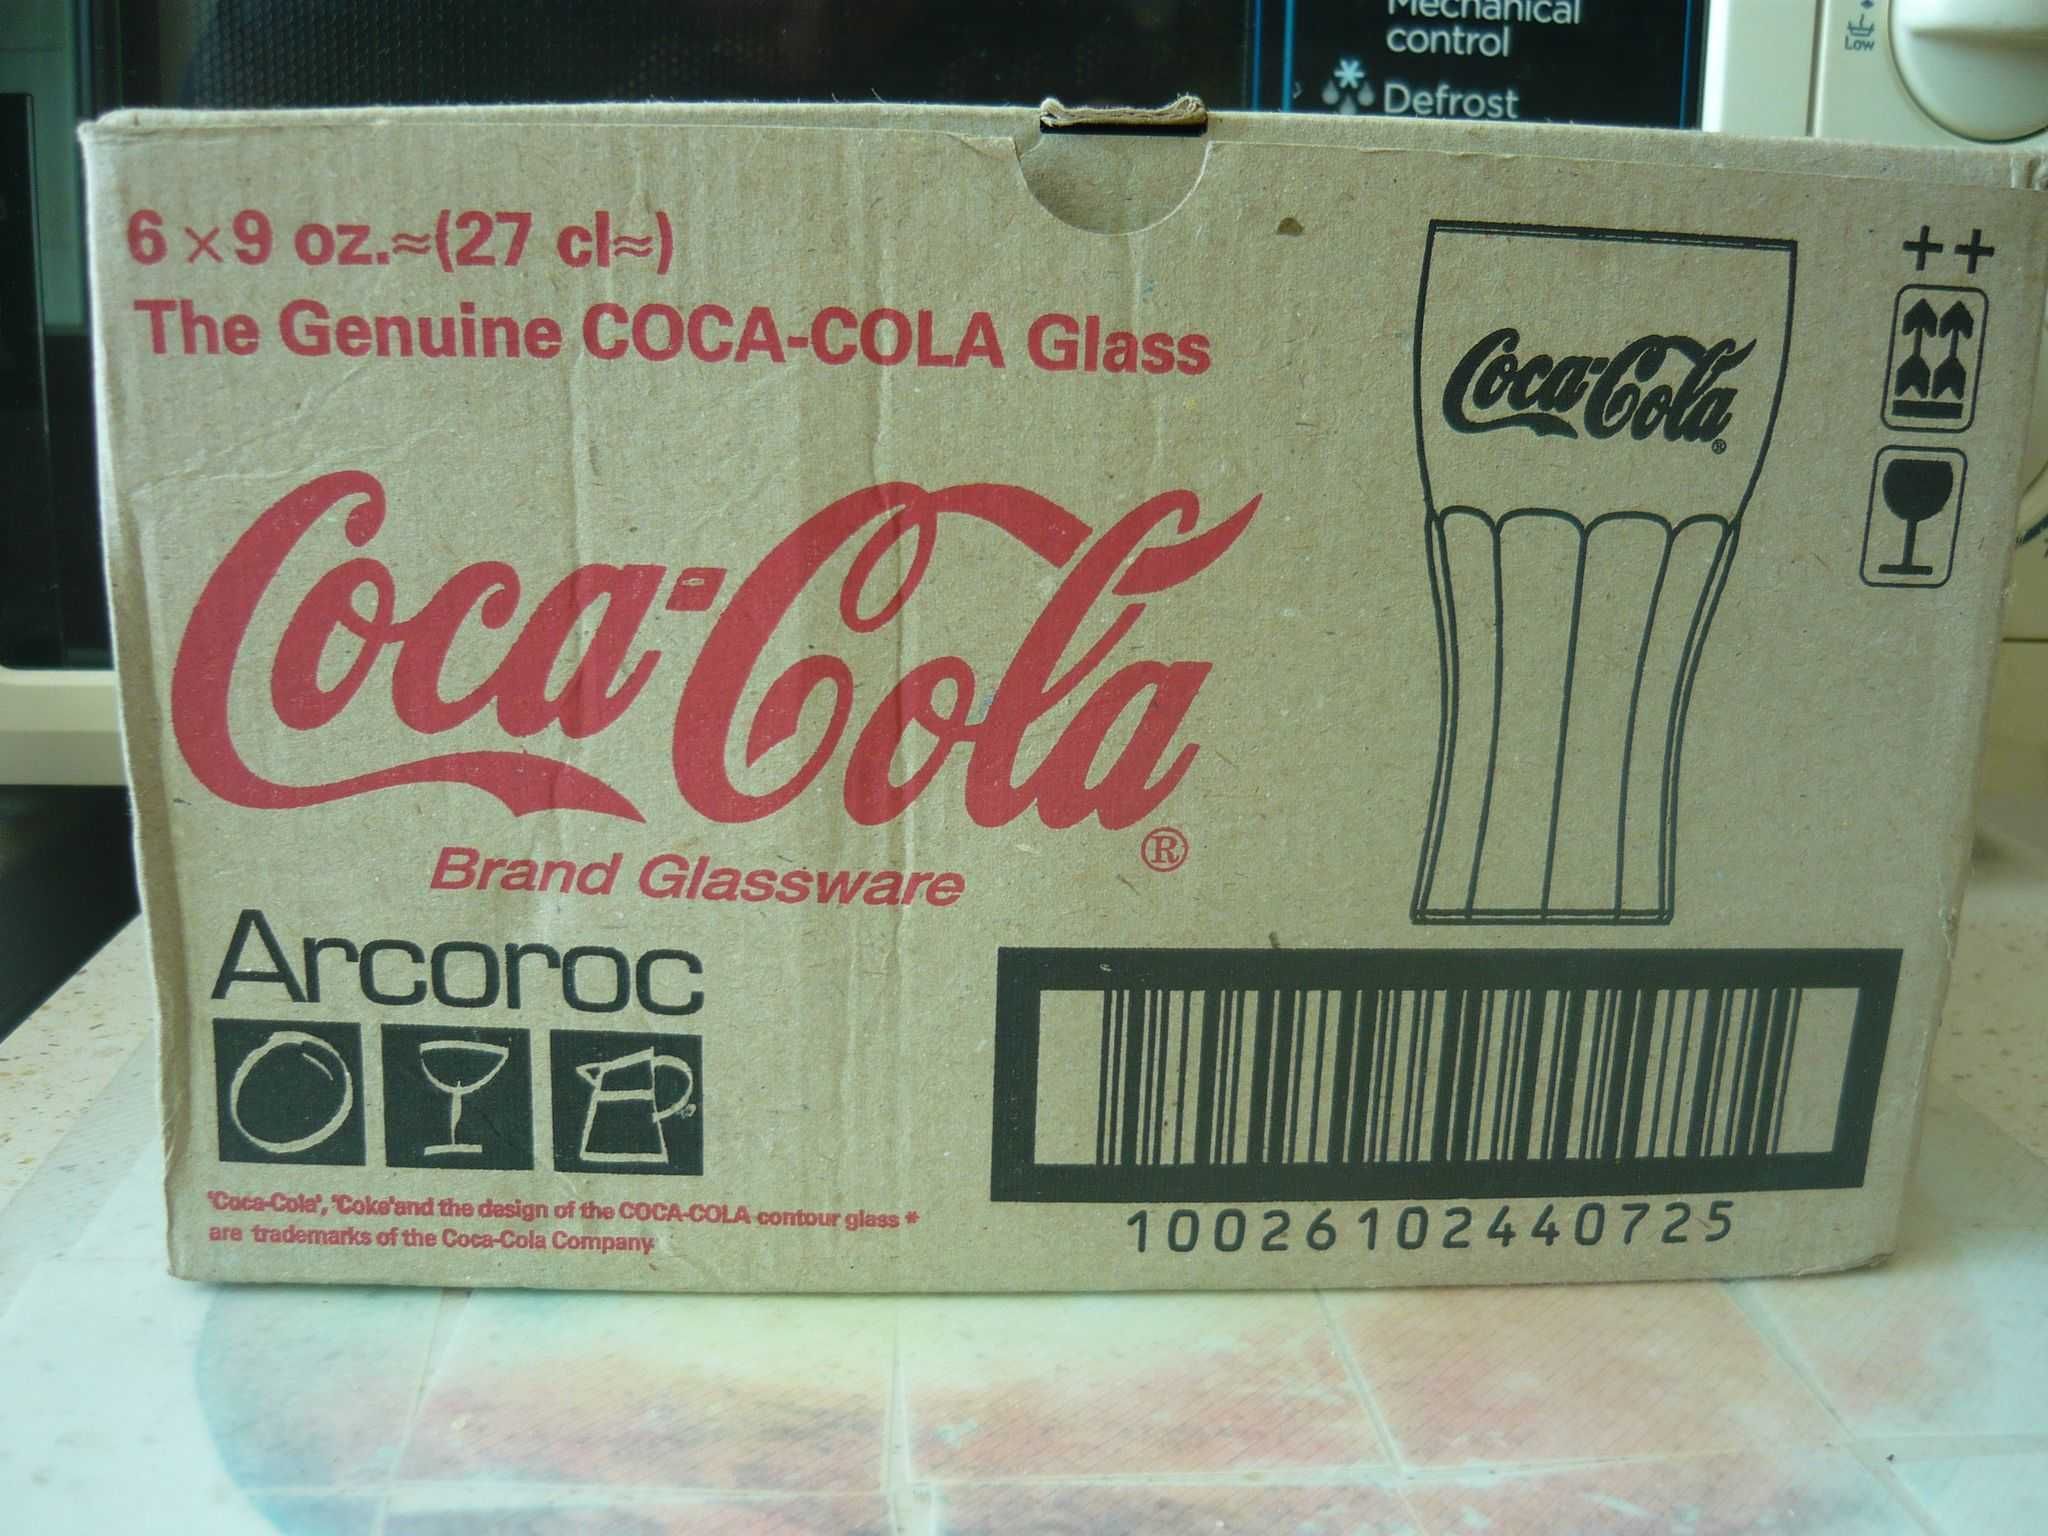 Mechanical
control
Defrost
Low
6 × 9 oz.≈(27 cl≈)
The Genuine COCA-COLA Glass
Coca-Cola
®
Brand Glassware
Coca-Cola
®
++
Arcoroc
'Coca-Cola', 'Coke' and the design of the COCA-COLA contour glass *
are trademarks of the Coca-Cola Company
10026102440725